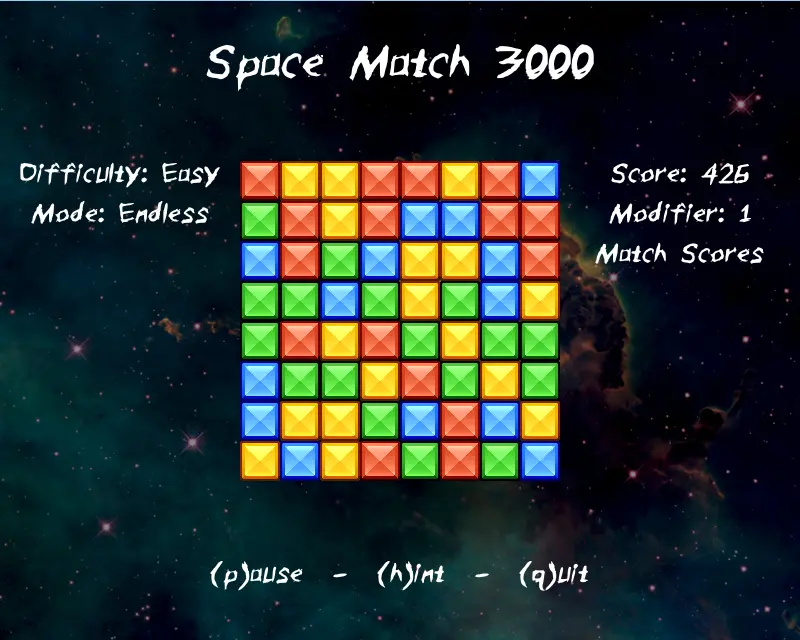 Space Match 3000
Difficulty: Easy
Mode: Endless
Score: 426
Modifier: 1
Match Scores
(p)ause - (h)int - (q)uit